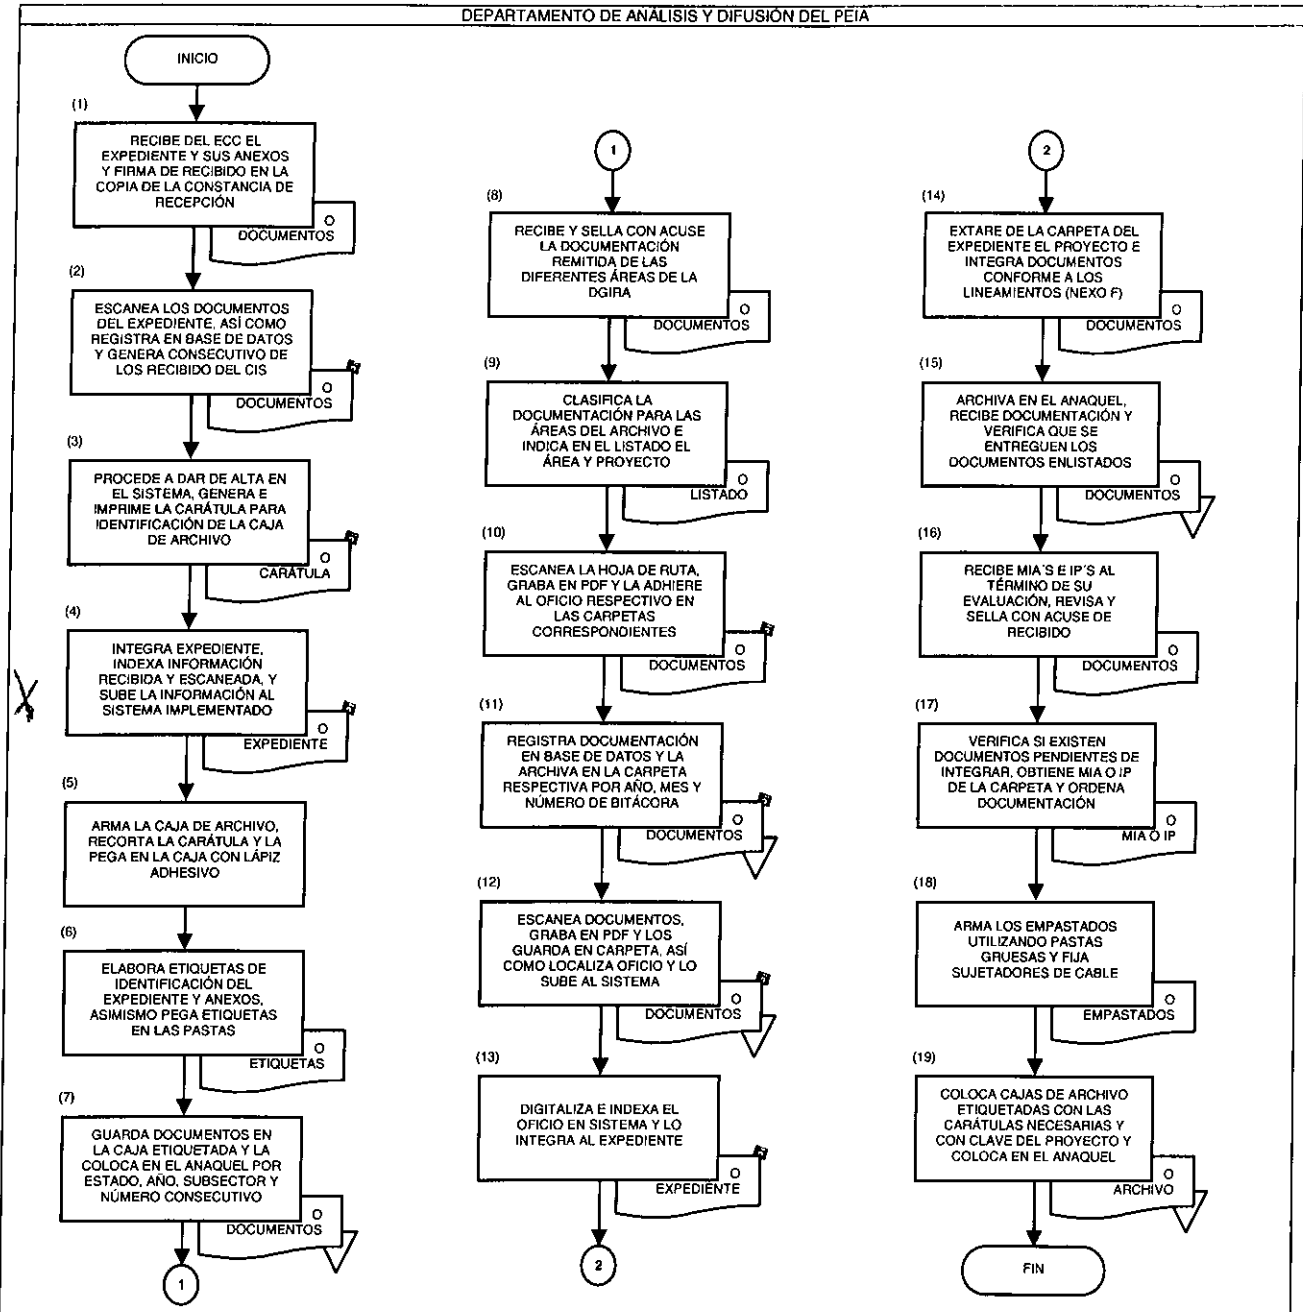 DEPARTAMENTO DE ANÁLISIS Y DIFUSIÓN DEL PEIA
INICIO
(1)
RECIBE DEL ECC EL
EXPEDIENTE Y SUS ANEXOS
Y FIRMA DE RECIBIDO EN LA
COPIA DE LA CONSTANCIA DE
RECEPCIÓN
O
DOCUMENTOS
(2)
ESCANEA LOS DOCUMENTOS
DEL EXPEDIENTE, ASÍ COMO
REGISTRA EN BASE DE DATOS
Y GENERA CONSECUTIVO DE
LOS RECIBIDO DEL CIS
O
DOCUMENTOS
(3)
PROCEDE A DAR DE ALTA EN
EL SISTEMA, GENERA E
IMPRIME LA CARÁTULA PARA
IDENTIFICACIÓN DE LA CAJA
DE ARCHIVO
O
CARÁTULA
(4)
INTEGRA EXPEDIENTE,
INDEXA INFORMACIÓN
RECIBIDA Y ESCANEADA, Y
SUBE LA INFORMACIÓN AL
SISTEMA IMPLEMENTADO
O
EXPEDIENTE
(5)
ARMA LA CAJA DE ARCHIVO,
RECORTA LA CARÁTULA Y LA
PEGA EN LA CAJA CON LÁPIZ
ADHESIVO
(6)
ELABORA ETIQUETAS DE
IDENTIFICACIÓN DEL
EXPEDIENTE Y ANEXOS,
ASIMISMO PEGA ETIQUETAS
EN LAS PASTAS
O
ETIQUETAS
(7)
GUARDA DOCUMENTOS EN
LA CAJA ETIQUETADA Y LA
COLOCA EN EL ANAQUEL POR
ESTADO, AÑO, SUBSECTOR Y
NÚMERO CONSECUTIVO
O
DOCUMENTOS
1
1
(8)
RECIBE Y SELLA CON ACUSE
LA DOCUMENTACIÓN
REMITIDA DE LAS
DIFERENTES ÁREAS DE LA
DGIRA
O
DOCUMENTOS
(9)
CLASIFICA LA
DOCUMENTACIÓN PARA LAS
ÁREAS DEL ARCHIVO E
INDICA EN EL LISTADO EL
ÁREA Y PROYECTO
O
LISTADO
(10)
ESCANEA LA HOJA DE RUTA,
GRABA EN PDF Y LA ADHIERE
AL OFICIO RESPECTIVO EN
LAS CARPETAS
CORRESPONDIENTES
O
DOCUMENTOS
(11)
REGISTRA DOCUMENTACIÓN
EN BASE DE DATOS Y LA
ARCHIVA EN LA CARPETA
RESPECTIVA POR AÑO, MES Y
NÚMERO DE BITÁCORA
O
DOCUMENTOS
(12)
ESCANEA DOCUMENTOS,
GRABA EN PDF Y LOS
GUARDA EN CARPETA, ASÍ
COMO LOCALIZA OFICIO Y LO
SUBE AL SISTEMA
O
DOCUMENTOS
(13)
DIGITALIZA E INDEXA EL
OFICIO EN SISTEMA Y LO
INTEGRA AL EXPEDIENTE
O
EXPEDIENTE
2
2
(14)
EXTARE DE LA CARPETA DEL
EXPEDIENTE EL PROYECTO E
INTEGRA DOCUMENTOS
CONFORME A LOS
LINEAMIENTOS (NEXO F)
O
DOCUMENTOS
(15)
ARCHIVA EN EL ANAQUEL,
RECIBE DOCUMENTACIÓN Y
VERIFICA QUE SE
ENTREGUEN LOS
DOCUMENTOS ENLISTADOS
O
DOCUMENTOS
(16)
RECIBE MIA´S E IP´S AL
TÉRMINO DE SU
EVALUACIÓN, REVISA Y
SELLA CON ACUSE DE
RECIBIDO
O
DOCUMENTOS
(17)
VERIFICA SI EXISTEN
DOCUMENTOS PENDIENTES DE
INTEGRAR, OBTIENE MIA O IP
DE LA CARPETA Y ORDENA
DOCUMENTACIÓN
O
MIA O IP
(18)
ARMA LOS EMPASTADOS
UTILIZANDO PASTAS
GRUESAS Y FIJA
SUJETADORES DE CABLE
O
EMPASTADOS
(19)
COLOCA CAJAS DE ARCHIVO
ETIQUETADAS CON LAS
CARÁTULAS NECESARIAS Y
CON CLAVE DEL PROYECTO Y
COLOCA EN EL ANAQUEL
O
ARCHIVO
FIN